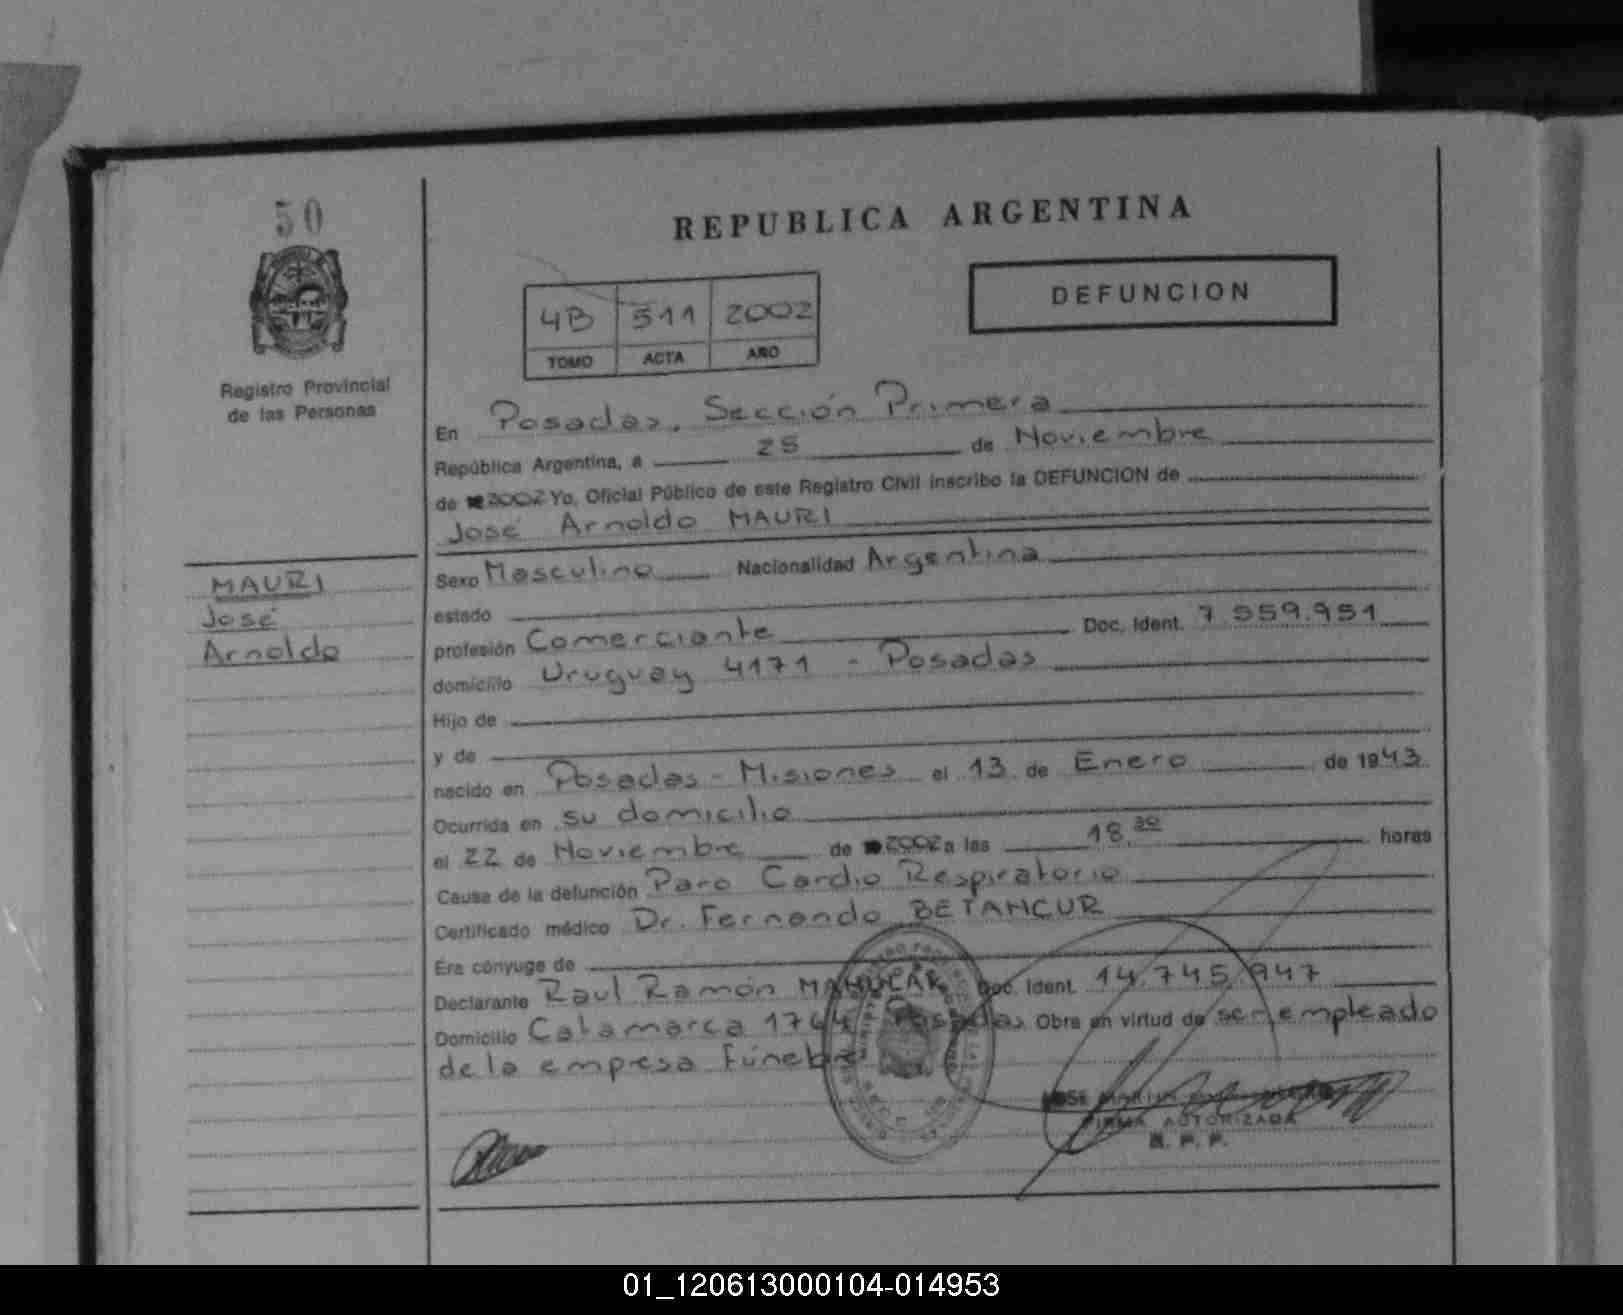 50
Registro Provincial
de las Personas
MAURI
José
Arnoldo
REPUBLICA ARGENTINA
4B 511 2002
TOMO ACTA AÑO
DEFUNCION
En Posadas, Sección Primera
República Argentina, a 25 de Noviembre
de 2002 Yo, Oficial Público de este Registro Civil inscribo la DEFUNCION de
José Arnoldo MAURI
Sexo Masculino Nacionalidad Argentina
estado
profesión Comerciante Doc. Ident. 7.559.951
domicilio Uruguay 4171 - Posadas
Hijo de
y de
nacido en Posadas - Misiones el 13 de Enero de 1943
Ocurrida en su domicilio
el 22 de Noviembre de 2002 a las 18,30 horas
Causa de la defunción Paro Cardio Respiratorio
Certificado médico Dr. Fernando BETANCUR
Era cónyuge de
Declarante Raul Ramón Doc. Ident. 14.745.947
Domicilio Catamarca 1764 Posadas Obra en virtud de ser empleado
de la empresa Fúnebre
FIRMA AUTORIZADA
R. P. P.
01_120613000104-014953